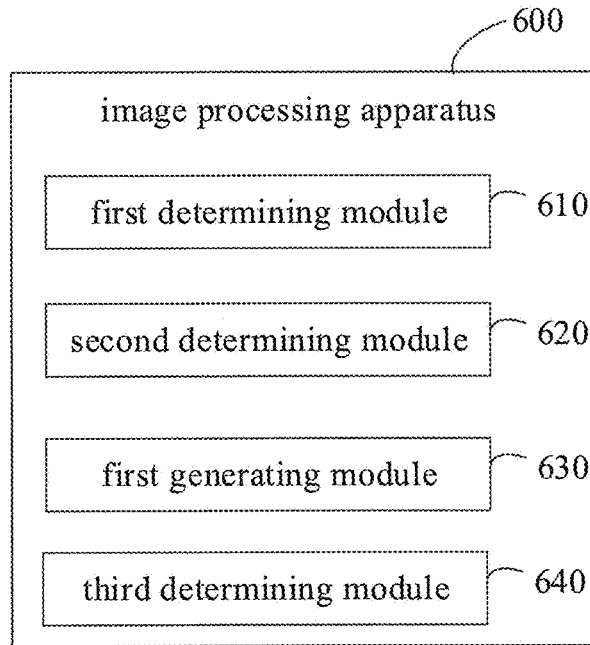 600
image processing apparatus
first determining module 610
second determining module 620
first generating module 630
third determining module 640